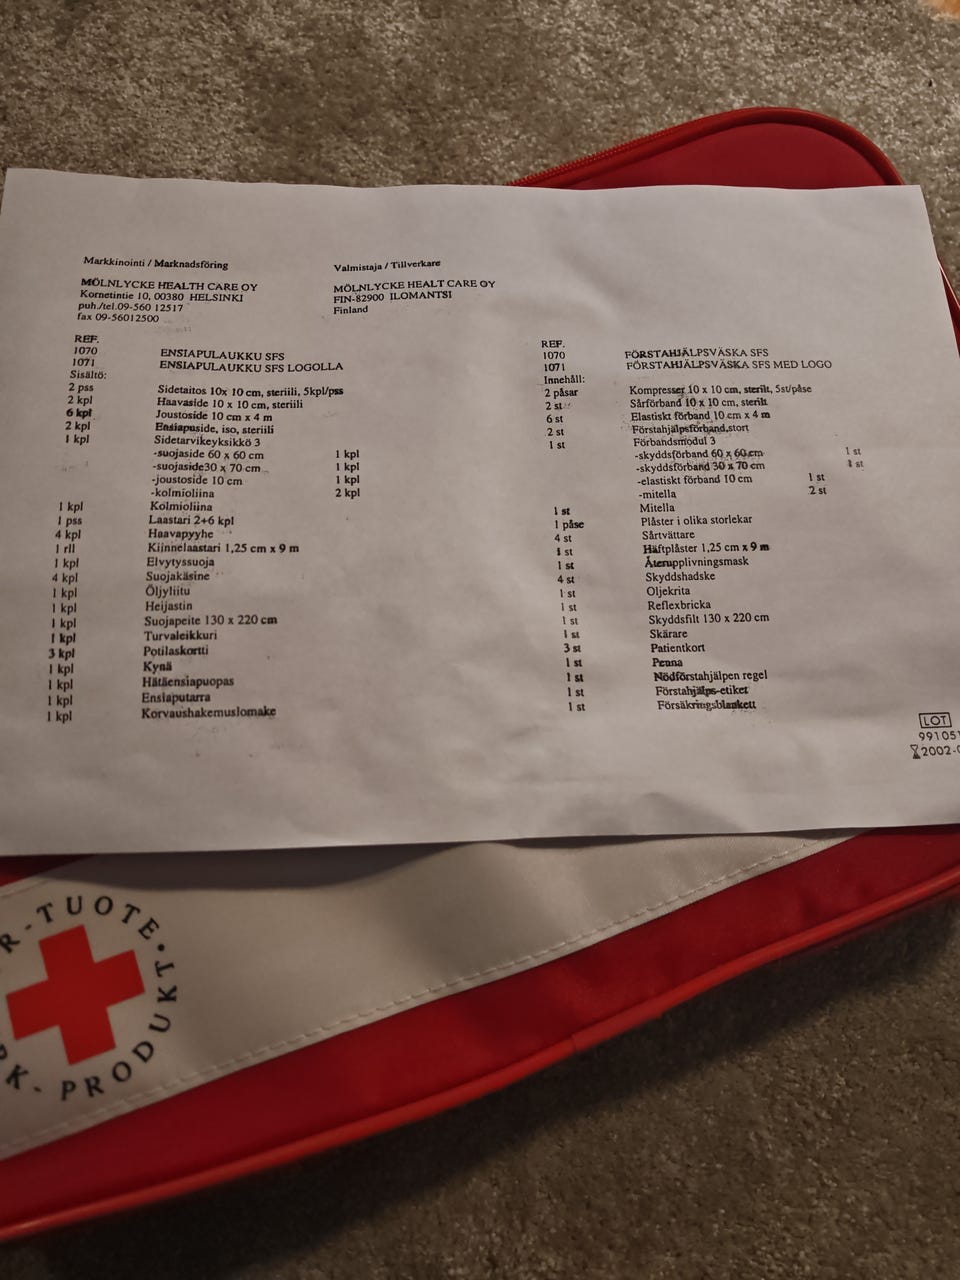 Markkinointi / Marknadsföring
MÖLNLYCKE HEALTH CARE OY
Kornetintie 10, 00380 HELSINKI
puh./tel.09-560 12517
fax 09-56012500
Valmistaja / Tillverkare
MÖLNLYCKE HEALT CARE OY
FIN-82900 ILOMANTSI
Finland
REF.
1070 ENSIAPULAUKKU SFS
1071 ENSIAPULAUKKU SFS LOGOLLA
Sisältö:
2 pss Sidetaitos 10x 10 cm, steriili, 5kpl/pss
2 kpl Haavaside 10 x 10 cm, steriili
6 kpl Joustoside 10 cm x 4 m
2 kpl Ensiapuside, iso, steriili
1 kpl Sidetarvikeyksikkö 3
-suojaside 60 x 60 cm 1 kpl
-suojaside30 x 70 cm 1 kpl
-joustoside 10 cm 1 kpl
-kolmioliina 2 kpl
1 kpl Kolmioliina
1 pss Laastari 2+6 kpl
4 kpl Haavapyyhe
1 rll Kiinnelaastari 1,25 cm x 9 m
1 kpl Elvytyssuoja
4 kpl Suojakäsine
1 kpl Öljyliitu
1 kpl Heijastin
1 kpl Suojapeite 130 x 220 cm
1 kpl Turvaleikkuri
3 kpl Potilaskortti
1 kpl Kynä
1 kpl Hätäensiapuopas
1 kpl Ensiaputarra
1 kpl Korvaushakemuslomake
REF.
1070 FÖRSTAHJÄLPSVÄSKA SFS
1071 FÖRSTAHJÄLPSVÄSKA SFS MED LOGO
Innehåll:
2 påsar Kompresser 10 x 10 cm, sterilt, 5st/påse
2 st Sårförband 10 x 10 cm, sterilt
6 st Elastiskt förband 10 cm x 4 m
2 st Förstahjälpsförband,stort
1 st Förbandsmodul 3
-skyddsförband 60 x 60 cm 1 st
-skyddsförband 30 x 70 cm 1 st
-elastiskt förband 10 cm 1 st
-mitella 2 st
1 st Mitella
1 påse Plåster i olika storlekar
4 st Sårtvättare
1 st Häftplåster 1,25 cm x 9 m
1 st Återupplivningsmask
4 st Skyddshadske
1 st Oljekrita
1 st Reflexbricka
1 st Skyddsfilt 130 x 220 cm
1 st Skärare
3 st Patientkort
1 st Penna
1 st Nödförstahjälpen regel
1 st Förstahjälps-etiket
1 st Försäkringsblankett
LOT
991051
2002-0
R-TUOTE.
K. PRODUKT.